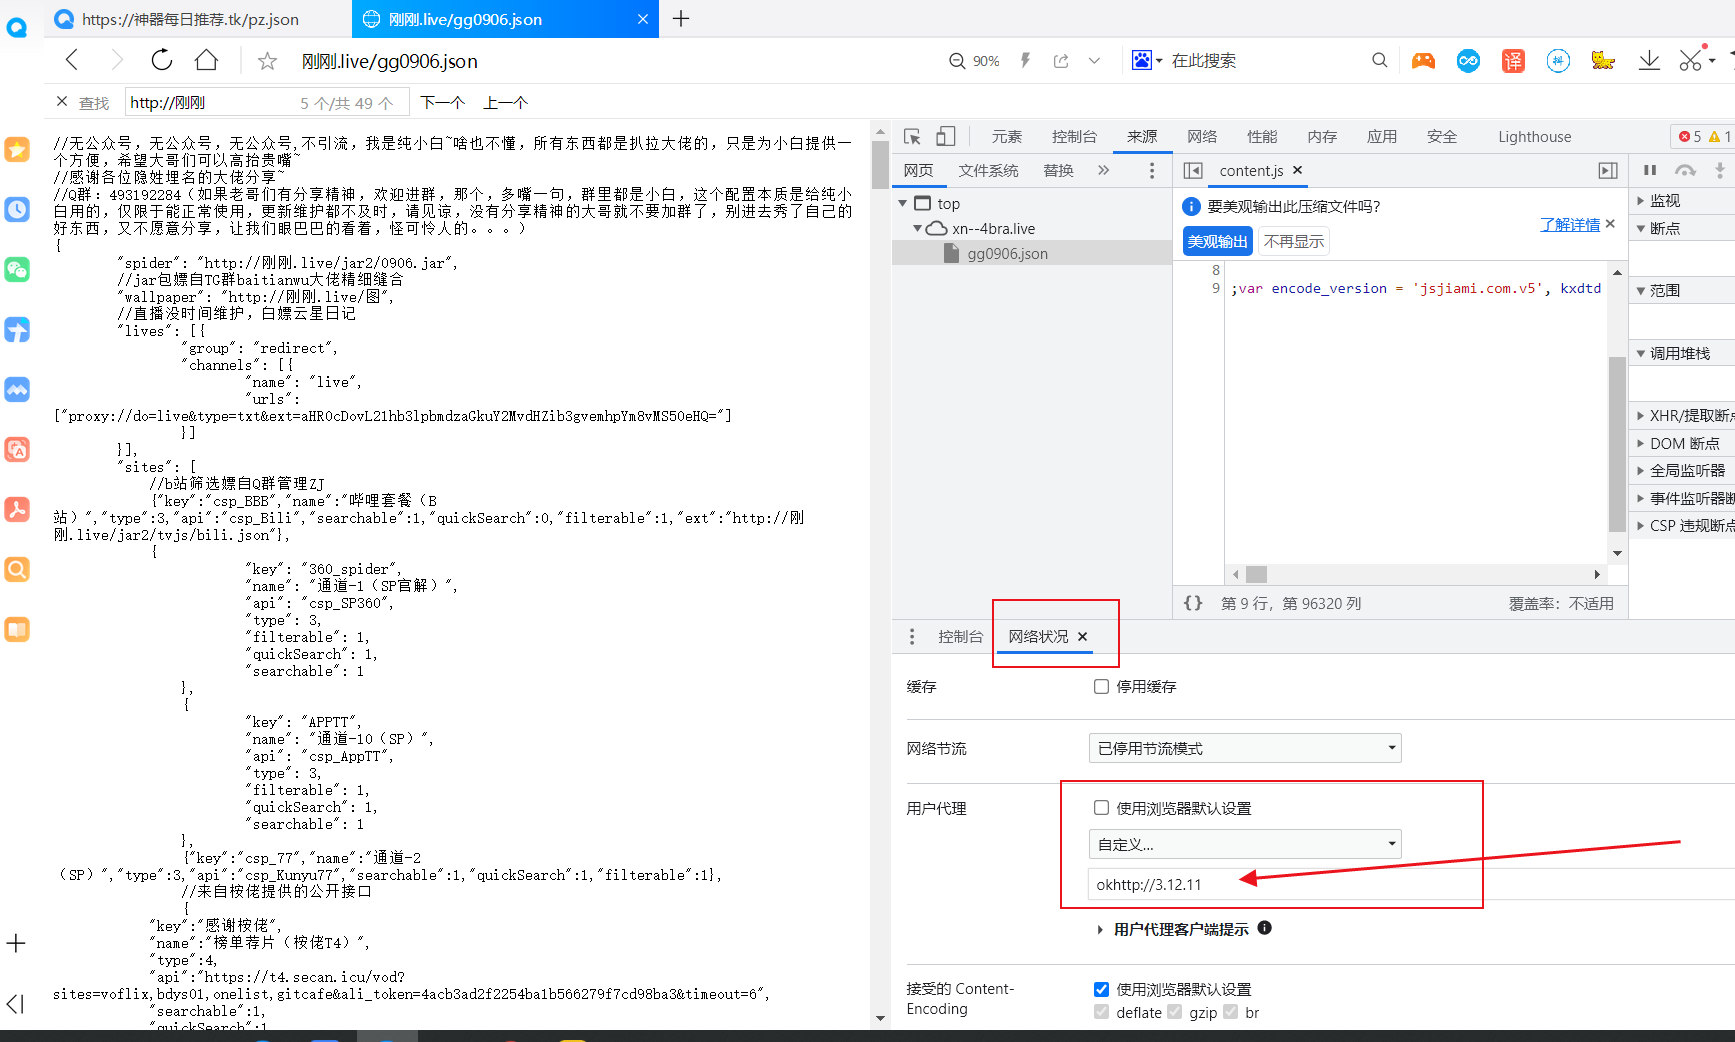 https://神器每日推荐.tk/pz.json
刚刚.live/gg0906.json
刚刚.live/gg0906.json
90%
在此搜索
译
抖
查找
http://刚刚
5 个/共 49 个
下一个
上一个
//无公众号，无公众号，无公众号,不引流，我是纯小白~啥也不懂，所有东西都是扒拉大佬的，只是为小白提供一
个方便，希望大哥们可以高抬贵嘴~
//感谢各位隐姓埋名的大佬分享~
//Q群：493192284（如果老哥们有分享精神，欢迎进群，那个，多嘴一句，群里都是小白，这个配置本质是给纯小
白用的，仅限于能正常使用，更新维护都不及时，请见谅，没有分享精神的大哥就不要加群了，别进去秀了自己的
好东西，又不愿意分享，让我们眼巴巴的看着，怪可怜人的。。。）
{
"spider": "http://刚刚.live/jar2/0906.jar",
//jar包嫖自TG群baitianwu大佬精细缝合
"wallpaper": "http://刚刚.live/图",
//直播没时间维护，白嫖云星日记
"lives": [{
"group": "redirect",
"channels": [{
"name": "live",
"urls":
["proxy://do=live&type=txt&ext=aHR0cDovL21hb3lpbmdzaGkuY2MvdHZib3gvemhpYm8vMS50eHQ="]
}]
}],
"sites": [
//b站筛选嫖自Q群管理ZJ
{"key":"csp_BBB","name":"哔哩套餐（B
站）","type":3,"api":"csp_Bili","searchable":1,"quickSearch":0,"filterable":1,"ext":"http://刚
刚.live/jar2/tvjs/bili.json"},
{
"key": "360_spider",
"name": "通道-1（SP官解）",
"api": "csp_SP360",
"type": 3,
"filterable": 1,
"quickSearch": 1,
"searchable": 1
},
{
"key": "APPTT",
"name": "通道-10（SP）",
"api": "csp_AppTT",
"type": 3,
"filterable": 1,
"quickSearch": 1,
"searchable": 1
},
{"key":"csp_77","name":"通道-2
（SP）","type":3,"api":"csp_Kunyu77","searchable":1,"quickSearch":1,"filterable":1},
//来自桉佬提供的公开接口
{
"key":"感谢桉佬",
"name":"榜单荐片（桉佬T4）",
"type":4,
"api":"https://t4.secan.icu/vod?
sites=voflix,bdys01,onelist,gitcafe&ali_token=4acb3ad2f2254ba1b566279f7cd98ba3&timeout=6",
"searchable":1,
"quickSearch":1
元素
控制台
来源
网络
性能
内存
应用
安全
Lighthouse
5
1
网页
文件系统
替换
content.js
top
xn--4bra.live
gg0906.json
要美观输出此压缩文件吗?
了解详情
美观输出
不再显示
8
9
;var encode_version = 'jsjiami.com.v5', kxdtd
{} 第 9 行，第 96320 列
覆盖率：不适用
监视
断点
范围
调用堆栈
XHR/提取断点
DOM 断点
全局监听器
事件监听器断
CSP 违规断点
控制台
网络状况
缓存
停用缓存
网络节流
已停用节流模式
用户代理
使用浏览器默认设置
自定义...
okhttp://3.12.11
用户代理客户端提示
接受的 Content-
Encoding
使用浏览器默认设置
deflate
gzip
br